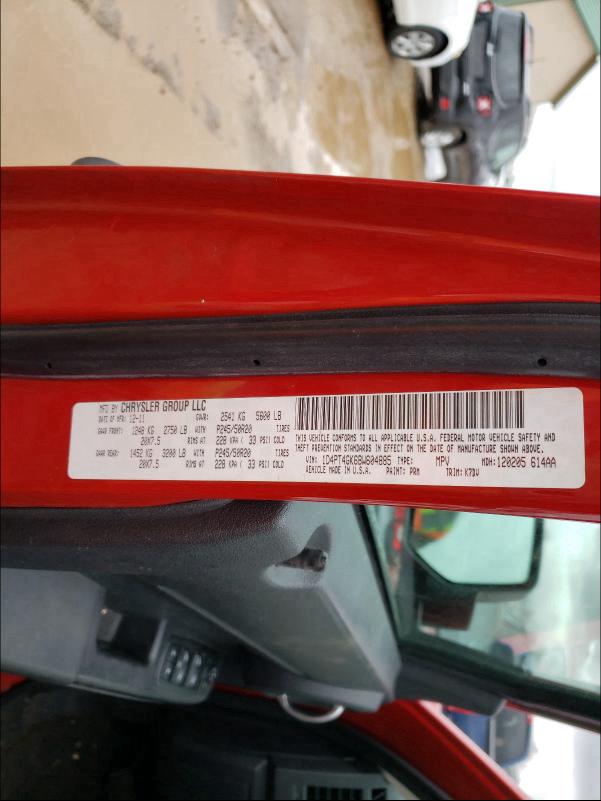 MFD BY CHRYSLER GROUP LLC
DATE OF MFR: 12-11 GVWR: 2541 KG 5600 LB
GAWR FRONT: 1248 KG 2750 LB WITH P245/50R20 TIRES
20X7.5 RIMS AT 228 KPA ( 33 PSI COLD
GAWR REAR: 1452 KG 3200 LB WITH P245/50R20 TIRES
20X7.5 RIMS AT 228 KPA ( 33 PSI COLD
THIS VEHICLE CONFORMS TO ALL APPLICABLE U.S.A. FEDERAL MOTOR VEHICLE SAFETY AND
THEFT PREVENTION STANDARDS IN EFFECT ON THE DATE OF MANUFACTURE SHOWN ABOVE.
VIN: 1D4PT4GK6BW604885 TYPE: MPV MDH: 120205 614AA
VEHICLE MADE IN U.S.A. PAINT: PRM TRIM: K7DV